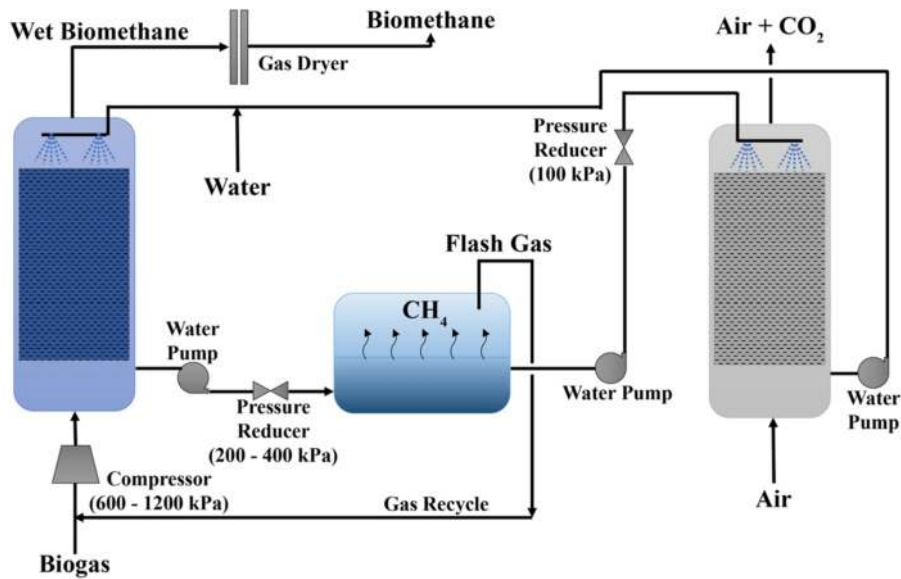 Wet Biomethane
Biomethane
Gas Dryer
Air + CO₂
Water
Pressure
Reducer
(100 kPa)
Flash Gas
CH₄
Water
Pump
Pressure
Reducer
(200 - 400 kPa)
Water Pump
Water
Pump
Compressor
(600 - 1200 kPa)
Gas Recycle
Air
Biogas